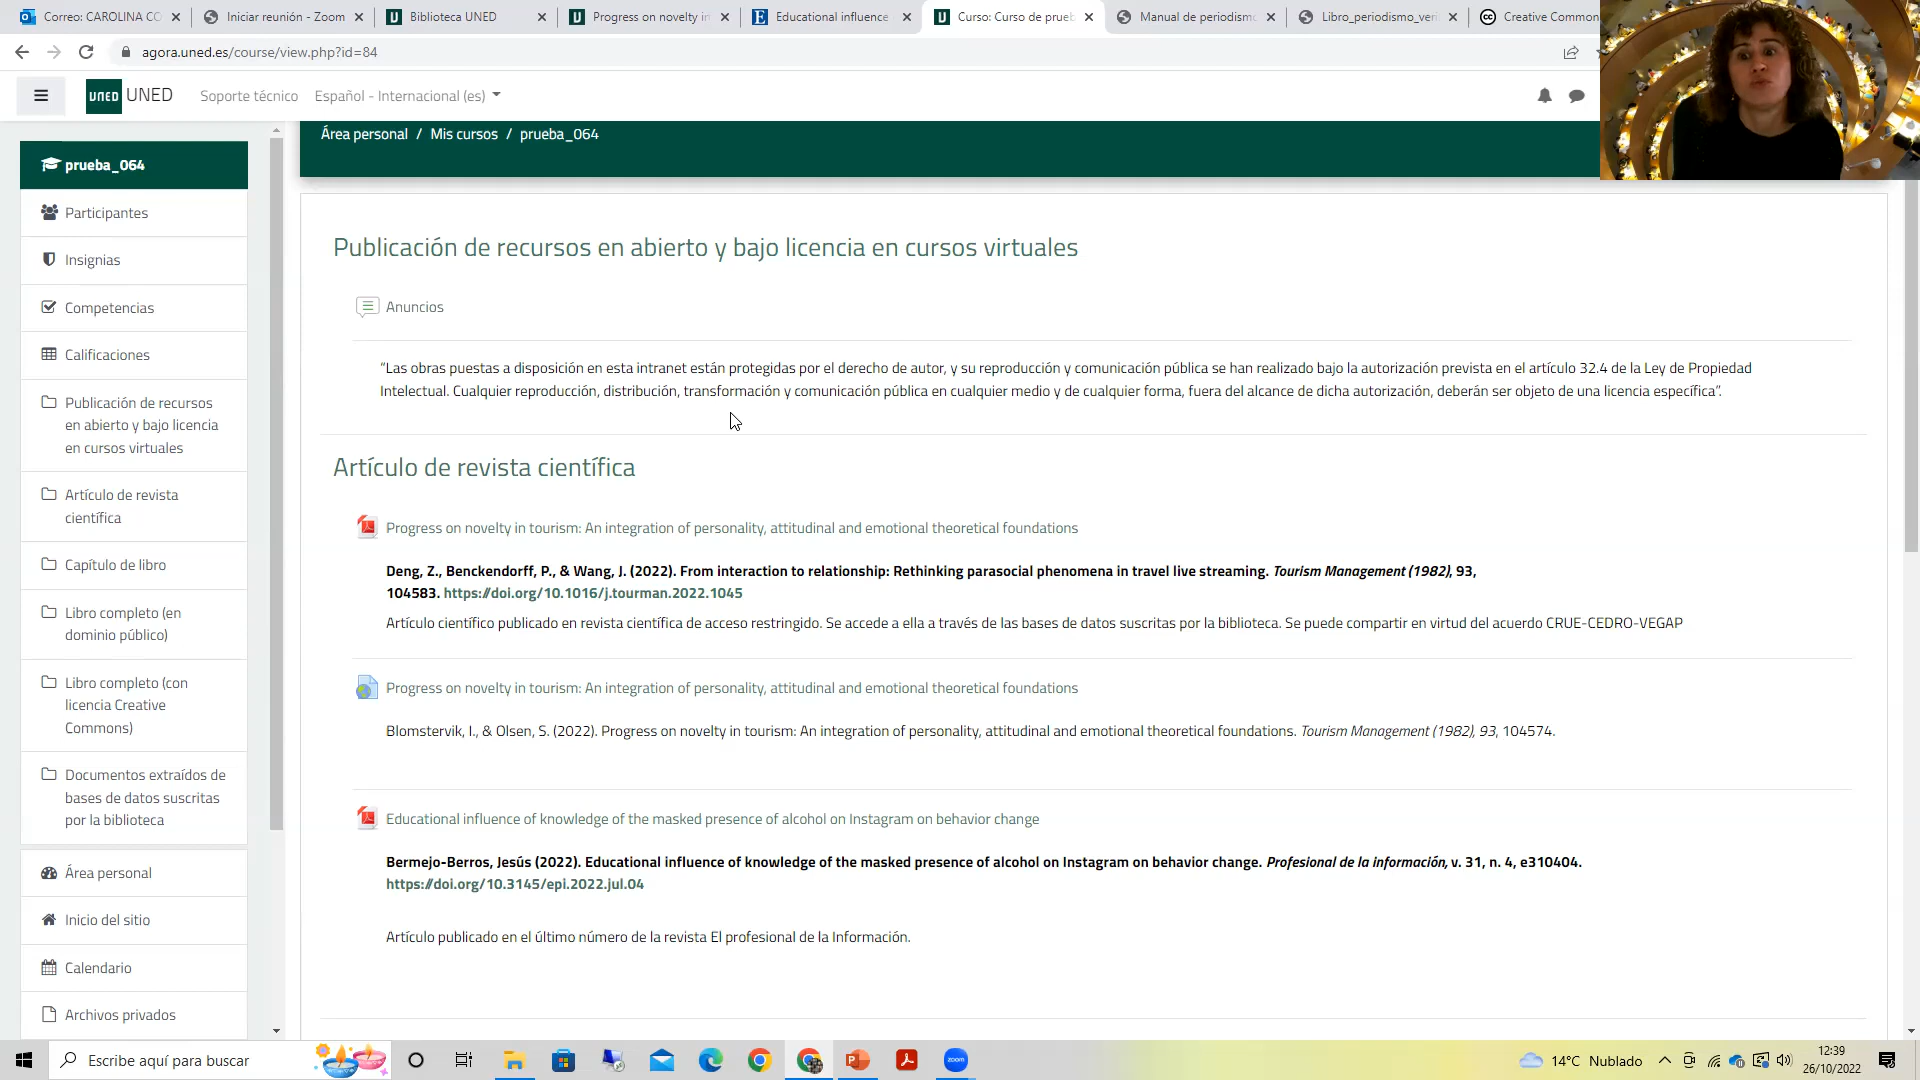 Correo: CAROLINA CO
Iniciar reunión - Zoom
Biblioteca UNED
Progress on novelty in
Educational influence
Curso: Curso de prueb
Manual de periodismo
Libro_periodismo_veri
Creative Common
agora.uned.es/course/view.php?id=84
UNED UNED
Soporte técnico
Español - Internacional (es)
Área personal / Mis cursos / prueba_064
prueba_064
Participantes
Insignias
Competencias
Calificaciones
Publicación de recursos
en abierto y bajo licencia
en cursos virtuales
Artículo de revista
científica
Capítulo de libro
Libro completo (en
dominio público)
Libro completo (con
licencia Creative
Commons)
Documentos extraídos de
bases de datos suscritas
por la biblioteca
Área personal
Inicio del sitio
Calendario
Archivos privados
Publicación de recursos en abierto y bajo licencia en cursos virtuales
Anuncios
“Las obras puestas a disposición en esta intranet están protegidas por el derecho de autor, y su reproducción y comunicación pública se han realizado bajo la autorización prevista en el artículo 32.4 de la Ley de Propiedad
Intelectual. Cualquier reproducción, distribución, transformación y comunicación pública en cualquier medio y de cualquier forma, fuera del alcance de dicha autorización, deberán ser objeto de una licencia específica”.
Artículo de revista científica
Progress on novelty in tourism: An integration of personality, attitudinal and emotional theoretical foundations
Deng, Z., Benckendorff, P., & Wang, J. (2022). From interaction to relationship: Rethinking parasocial phenomena in travel live streaming. Tourism Management (1982), 93,
104583. https://doi.org/10.1016/j.tourman.2022.1045
Artículo científico publicado en revista científica de acceso restringido. Se accede a ella a través de las bases de datos suscritas por la biblioteca. Se puede compartir en virtud del acuerdo CRUE-CEDRO-VEGAP
Progress on novelty in tourism: An integration of personality, attitudinal and emotional theoretical foundations
Blomstervik, I., & Olsen, S. (2022). Progress on novelty in tourism: An integration of personality, attitudinal and emotional theoretical foundations. Tourism Management (1982), 93, 104574.
Educational influence of knowledge of the masked presence of alcohol on Instagram on behavior change
Bermejo-Berros, Jesús (2022). Educational influence of knowledge of the masked presence of alcohol on Instagram on behavior change. Profesional de la información, v. 31, n. 4, e310404.
https://doi.org/10.3145/epi.2022.jul.04
Artículo publicado en el último número de la revista El profesional de la Información.
Escribe aquí para buscar
zoom
14°C Nublado
12:39
26/10/2022